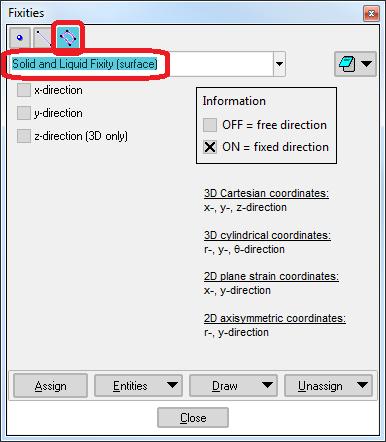 Fixities
Solid and Liquid Fixity (surface)
x-direction
y-direction
z-direction (3D only)
Information
OFF = free direction
ON = fixed direction
3D Cartesian coordinates:
x-, y-, z-direction
3D cylindrical coordinates:
r-, y-, θ-direction
2D plane strain coordinates:
x-, y-direction
2D axisymmetric coordinates:
r-, y-direction
Assign Entities Draw Unassign
Close